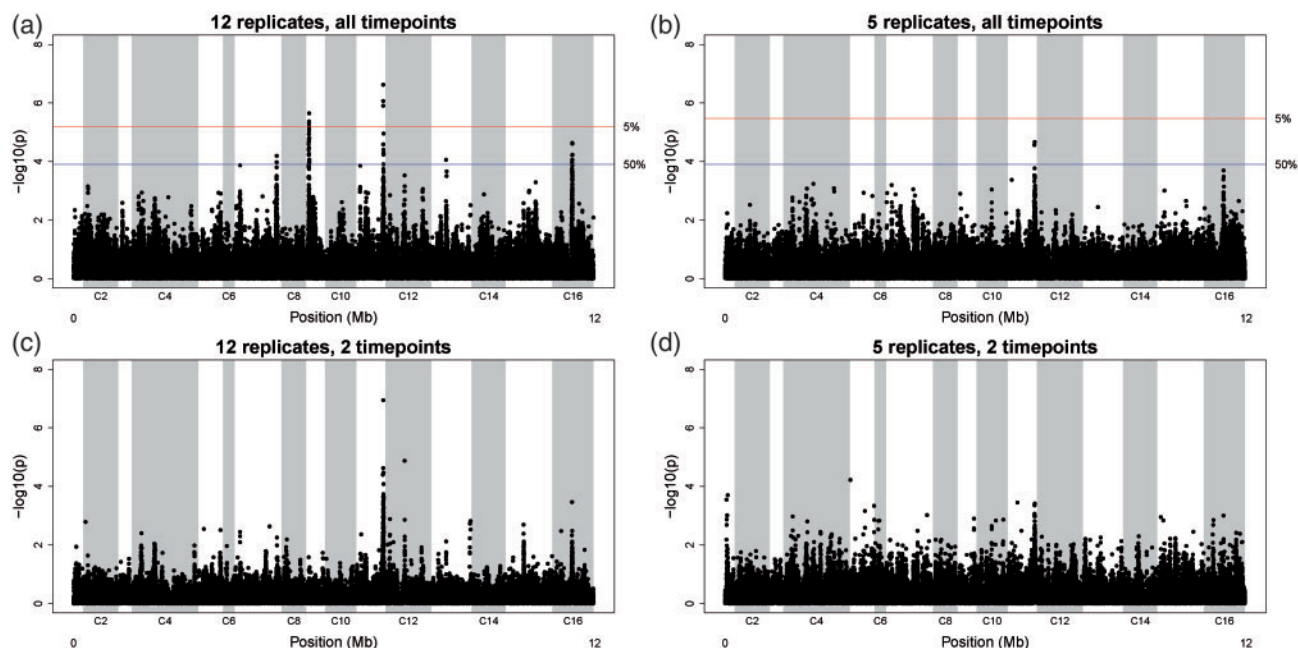 (a)
12 replicates, all timepoints
−log10(p)
8
6
4
2
0
5%
50%
C2 C4 C6 C8 C10 C12 C14 C16
0 Position (Mb) 12
(b)
5 replicates, all timepoints
−log10(p)
8
6
4
2
0
5%
50%
C2 C4 C6 C8 C10 C12 C14 C16
0 Position (Mb) 12
(c)
12 replicates, 2 timepoints
−log10(p)
8
6
4
2
0
C2 C4 C6 C8 C10 C12 C14 C16
0 Position (Mb) 12
(d)
5 replicates, 2 timepoints
−log10(p)
8
6
4
2
0
C2 C4 C6 C8 C10 C12 C14 C16
0 Position (Mb) 12